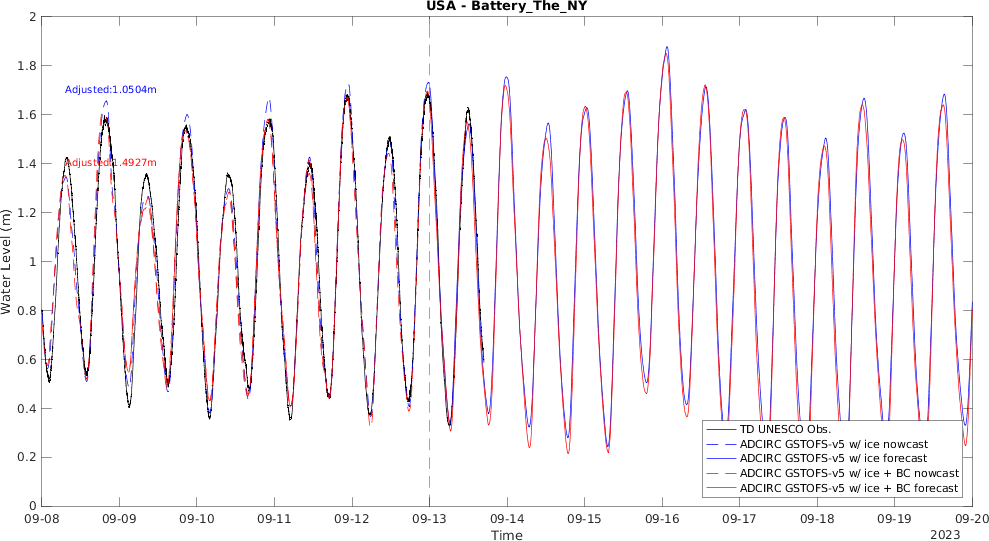 USA - Battery_The_NY
2
1.8
1.6
1.4
1.2
1
0.8
0.6
0.4
0.2
0
Water Level (m)
Adjusted:1.0504m
Adjusted:1.4927m
TD UNESCO Obs.
ADCIRC GSTOFS-v5 w/ ice nowcast
ADCIRC GSTOFS-v5 w/ ice forecast
ADCIRC GSTOFS-v5 w/ ice + BC nowcast
ADCIRC GSTOFS-v5 w/ ice + BC forecast
09-08 09-09 09-10 09-11 09-12 09-13 09-14 09-15 09-16 09-17 09-18 09-19 09-20
Time
2023